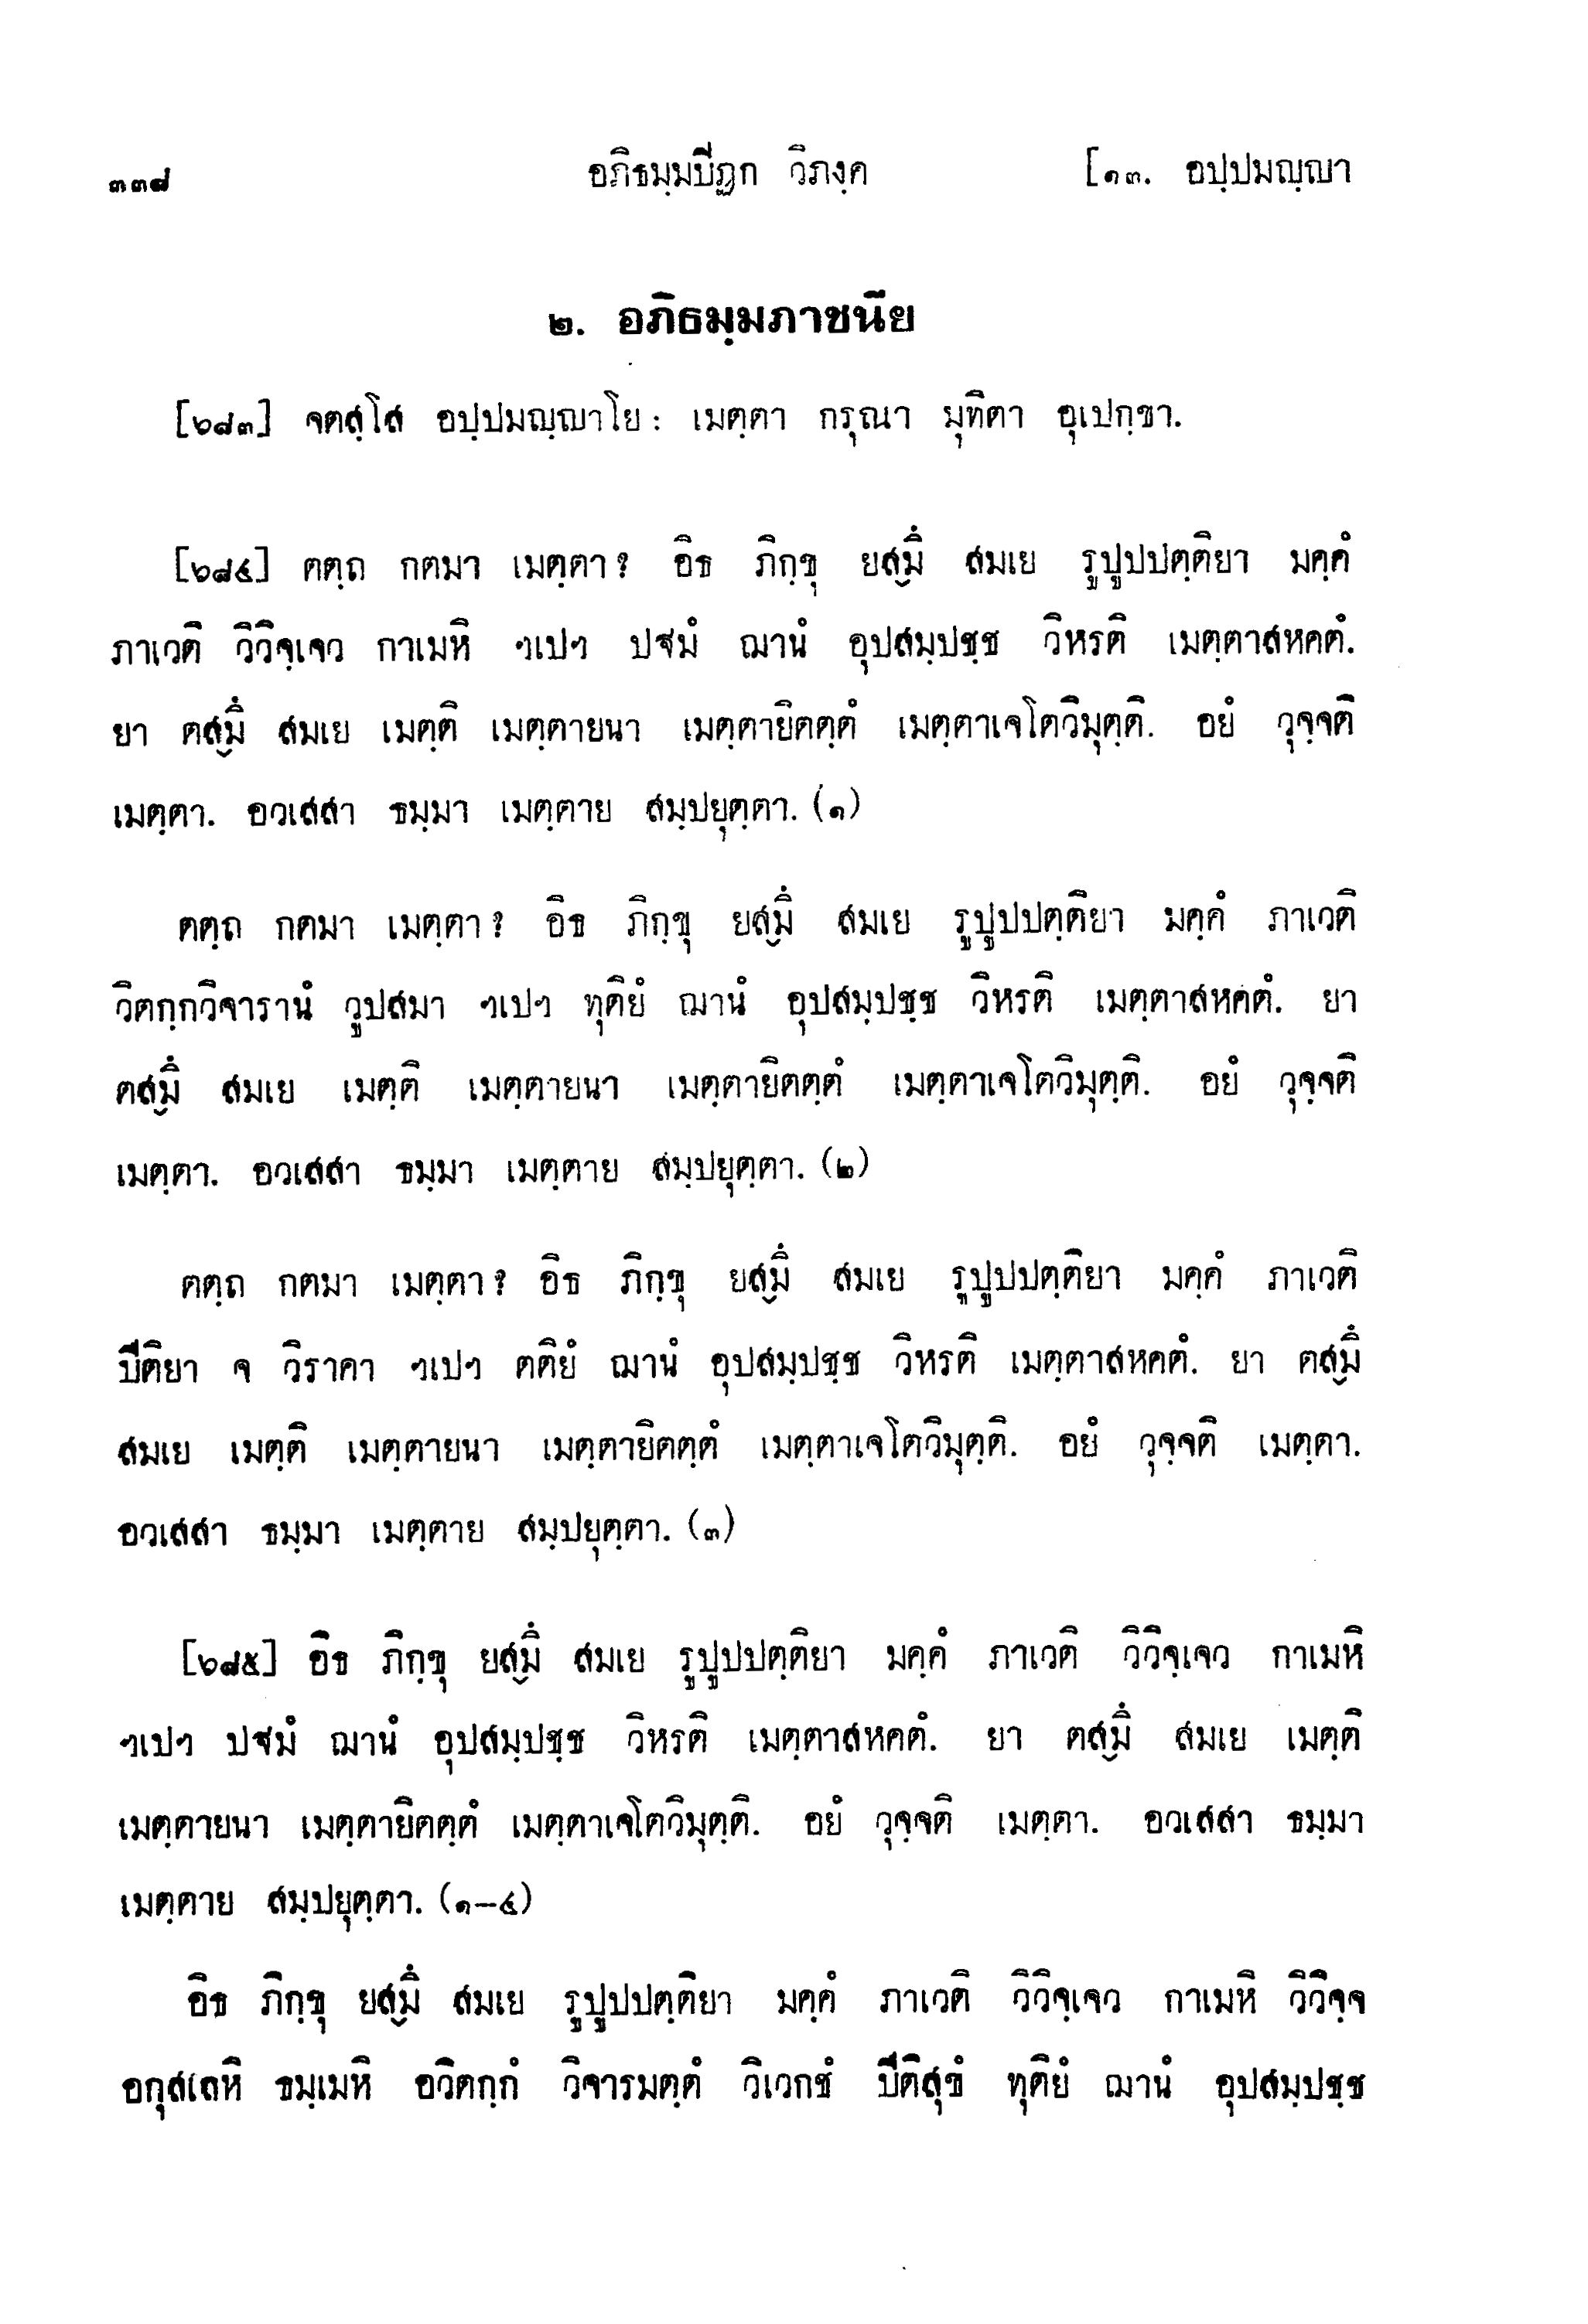 ๓๓๘ อภิธมฺมปิฏก วิภงฺค [๑๓. อปฺปมญฺญา
๒. อภิธมฺมภาชนีย
[๖๘๓] จตสฺโส อปฺปมญฺญาโย: เมตฺตา กรุณา มุทิตา อุเปกฺขา.
[๖๘๔] ตตฺถ กตมา เมตฺตา? อิธ ภิกฺขุ ยสฺมึ สมเย รูปูปปตฺติยา มคฺคํ
ภาเวติ วิวิจฺเจว กาเมหิ ฯเปฯ ปฐมํ ฌานํ อุปสมฺปชฺช วิหรติ เมตฺตาสหคตํ.
ยา ตสฺมึ สมเย เมตฺติ เมตฺตายนา เมตฺตายิตตฺตํ เมตฺตาเจโตวิมุตฺติ. อยํ วุจฺจติ
เมตฺตา. อวเสสา ธมฺมา เมตฺตาย สมฺปยุตฺตา. (๑)
ตตฺถ กตมา เมตฺตา? อิธ ภิกฺขุ ยสฺมึ สมเย รูปูปปตฺติยา มคฺคํ ภาเวติ
วิตกฺกวิจารานํ วูปสมา ฯเปฯ ทุติยํ ฌานํ อุปสมฺปชฺช วิหรติ เมตฺตาสหคตํ. ยา
ตสฺมึ สมเย เมตฺติ เมตฺตายนา เมตฺตายิตตฺตํ เมตฺตาเจโตวิมุตฺติ. อยํ วุจฺจติ
เมตฺตา. อวเสสา ธมฺมา เมตฺตาย สมฺปยุตฺตา. (๒)
ตตฺถ กตมา เมตฺตา? อิธ ภิกฺขุ ยสฺมึ สมเย รูปูปปตฺติยา มคฺคํ ภาเวติ
ปีติยา จ วิราคา ฯเปฯ ตติยํ ฌานํ อุปสมฺปชฺช วิหรติ เมตฺตาสหคตํ. ยา ตสฺมึ
สมเย เมตฺติ เมตฺตายนา เมตฺตายิตตฺตํ เมตฺตาเจโตวิมุตฺติ. อยํ วุจฺจติ เมตฺตา.
อวเสสา ธมฺมา เมตฺตาย สมฺปยุตฺตา. (๓)
[๖๘๕] อิธ ภิกฺขุ ยสฺมึ สมเย รูปูปปตฺติยา มคฺคํ ภาเวติ วิวิจฺเจว กาเมหิ
ฯเปฯ ปฐมํ ฌานํ อุปสมฺปชฺช วิหรติ เมตฺตาสหคตํ. ยา ตสฺมึ สมเย เมตฺติ
เมตฺตายนา เมตฺตายิตตฺตํ เมตฺตาเจโตวิมุตฺติ. อยํ วุจฺจติ เมตฺตา. อวเสสา ธมฺมา
เมตฺตาย สมฺปยุตฺตา. (๑-๔)
อิธ ภิกฺขุ ยสฺมึ สมเย รูปูปปตฺติยา มคฺคํ ภาเวติ วิวิจฺเจว กาเมหิ วิวิจฺจ
อกุสเลหิ ธมฺเมหิ อวิตกฺกํ วิจารมตฺตํ วิเวกชํ ปีติสุขํ ทุติยํ ฌานํ อุปสมฺปชฺช